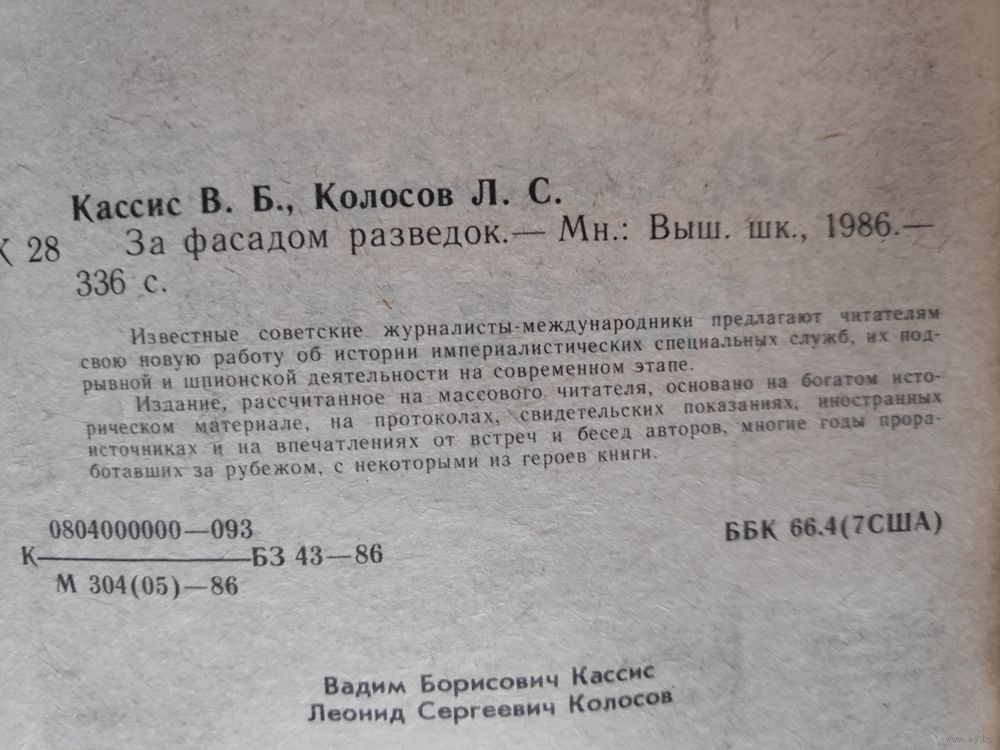 Кассис В. Б., Колосов Л. С.
К 28 За фасадом разведок.— Мн.: Выш. шк., 1986.—
336 с.
Известные советские журналисты-международники предлагают читателям
свою новую работу об истории империалистических специальных служб, их под-
рывной и шпионской деятельности на современном этапе.
Издание, рассчитанное на массового читателя, основано на богатом исто-
рическом материале, на протоколах, свидетельских показаниях, иностранных
источниках и на впечатлениях от встреч и бесед авторов, многие годы прора-
ботавших за рубежом, с некоторыми из героев книги.
0804000000—093
К—БЗ 43—86
М 304(05)—86
ББК 66.4(7США)
Вадим Борисович Кассис
Леонид Сергеевич Колосов
www.ay.by